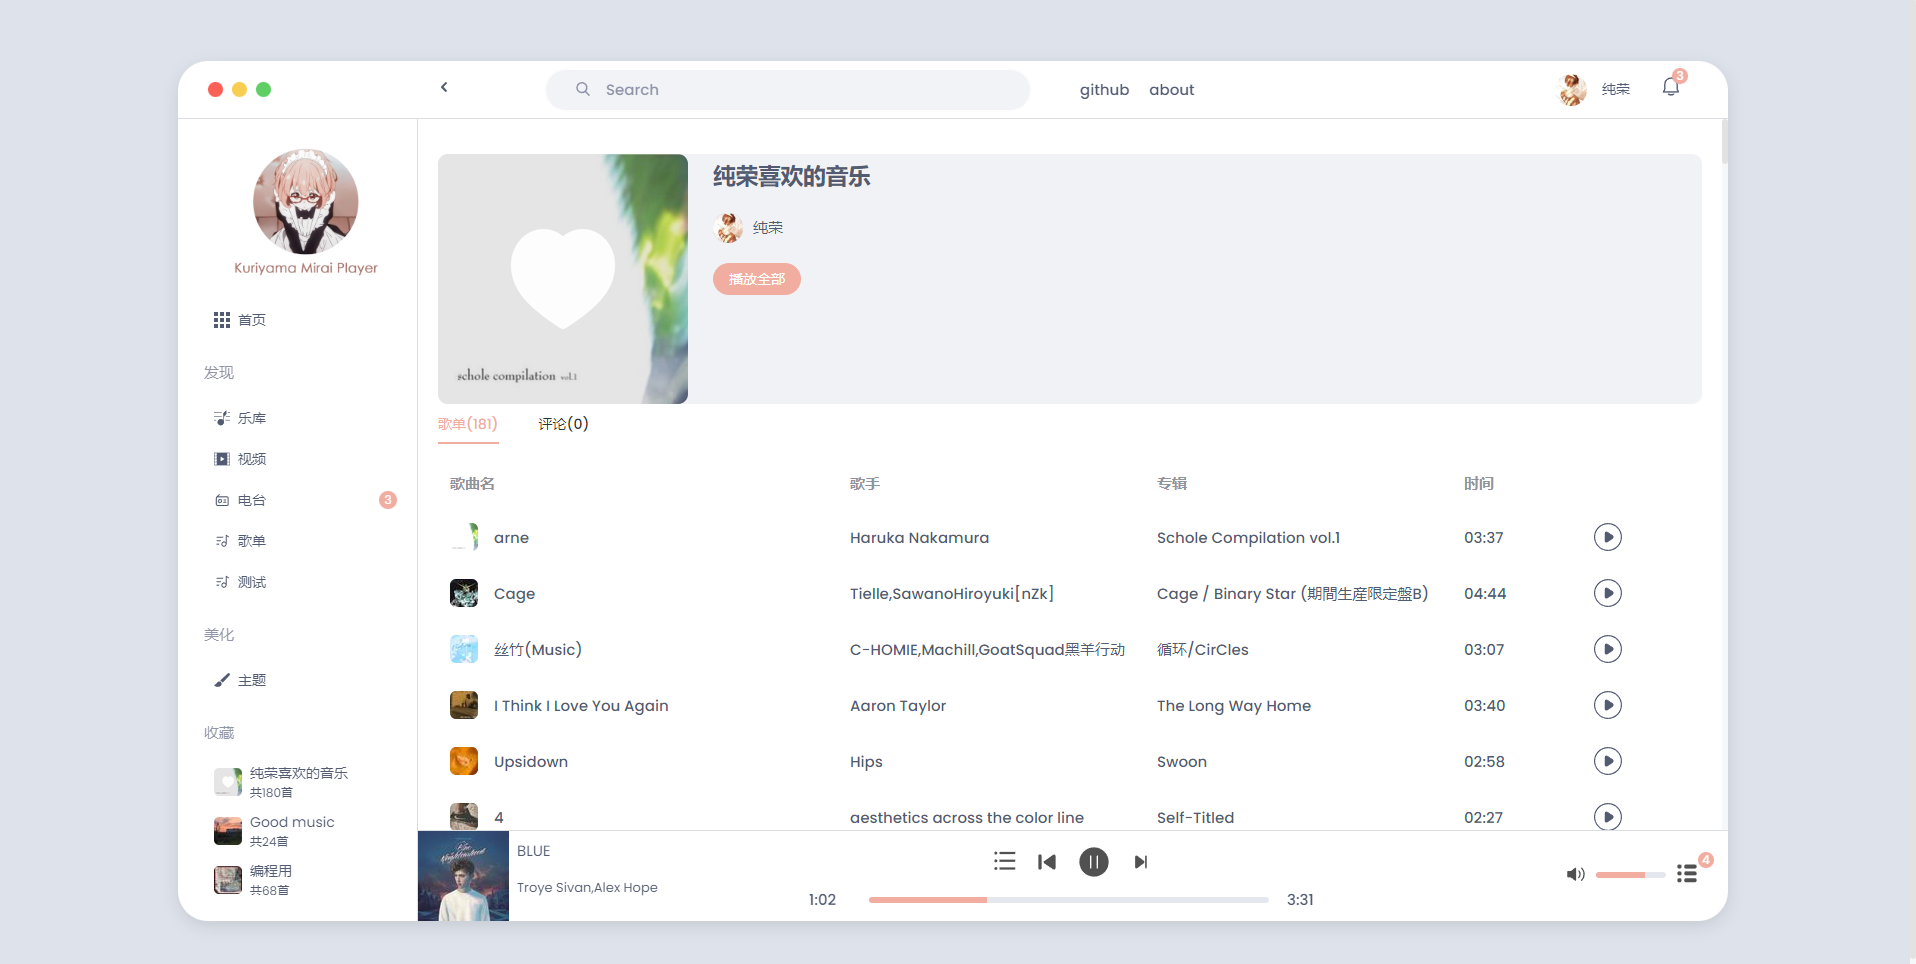 Search
github about
纯荣
3
Kuriyama Mirai Player
首页
发现
乐库
视频
电台 3
歌单
测试
美化
主题
收藏
纯荣喜欢的音乐
共180首
Good music
共24首
编程用
共68首
schole compilation vol.1
纯荣喜欢的音乐
纯荣
播放全部
歌单(181) 评论(0)
歌曲名 歌手 专辑 时间
arne Haruka Nakamura Schole Compilation vol.1 03:37
Cage Tielle,SawanoHiroyuki[nZk] Cage / Binary Star (期間生産限定盤B) 04:44
丝竹(Music) C-HOMIE,Machill,GoatSquad黑羊行动 循环/CirCles 03:07
I Think I Love You Again Aaron Taylor The Long Way Home 03:40
Upsidown Hips Swoon 02:58
4 aesthetics across the color line Self-Titled 02:27
BLUE
Troye Sivan,Alex Hope
1:02 3:31
4